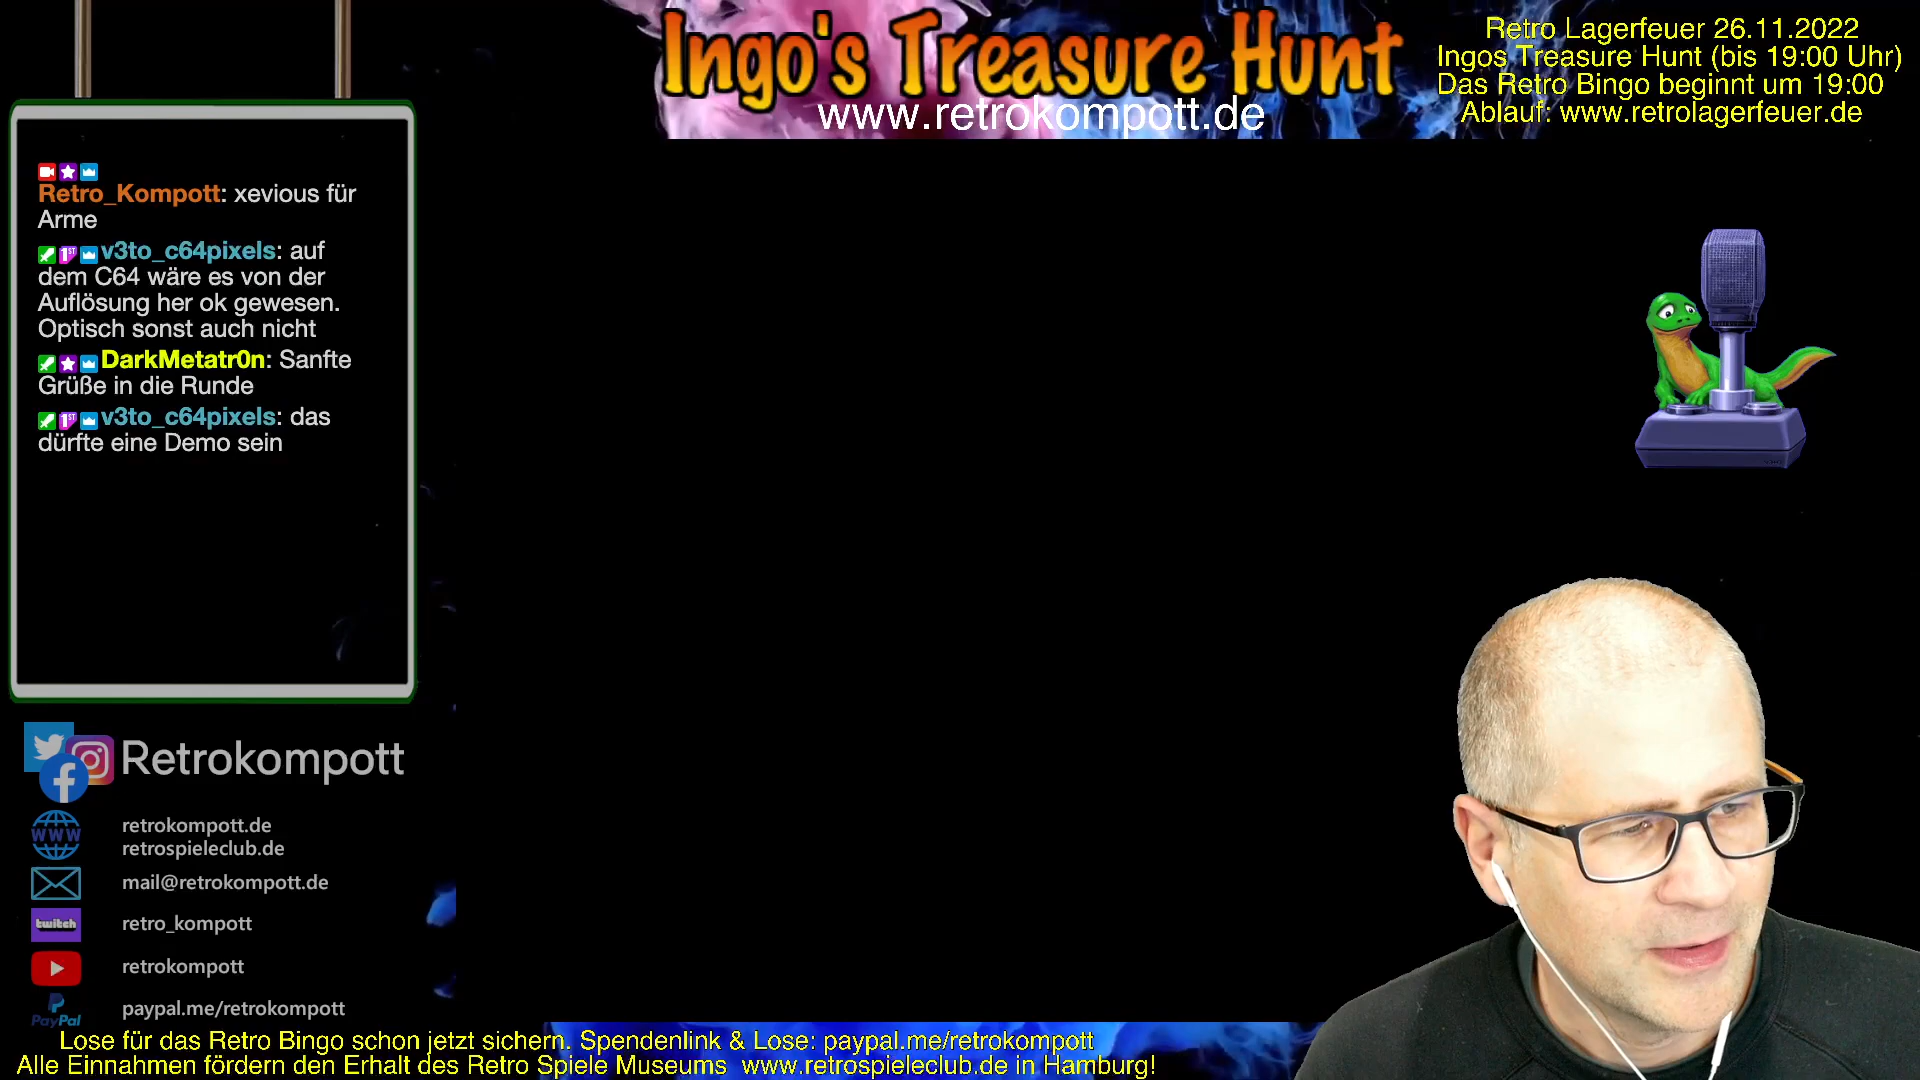 Ingo's Treasure Hunt
www.retrokompott.de
Retro Lagerfeuer 26.11.2022
Ingos Treasure Hunt (bis 19:00 Uhr)
Das Retro Bingo beginnt um 19:00
Ablauf: www.retrolagerfeuer.de
Retro_Kompott: xevious für
Arme
1ST v3to_c64pixels: auf
dem C64 wäre es von der
Auflösung her ok gewesen.
Optisch sonst auch nicht
DarkMetatr0n: Sanfte
Grüße in die Runde
1ST v3to_c64pixels: das
dürfte eine Demo sein
Retrokompott
WWW
retrokompott.de
retrospieleclub.de
mail@retrokompott.de
twitch
retro_kompott
retrokompott
PayPal
paypal.me/retrokompott
Lose für das Retro Bingo schon jetzt sichern. Spendenlink & Lose: paypal.me/retrokompott
Alle Einnahmen fördern den Erhalt des Retro Spiele Museums www.retrospieleclub.de in Hamburg!